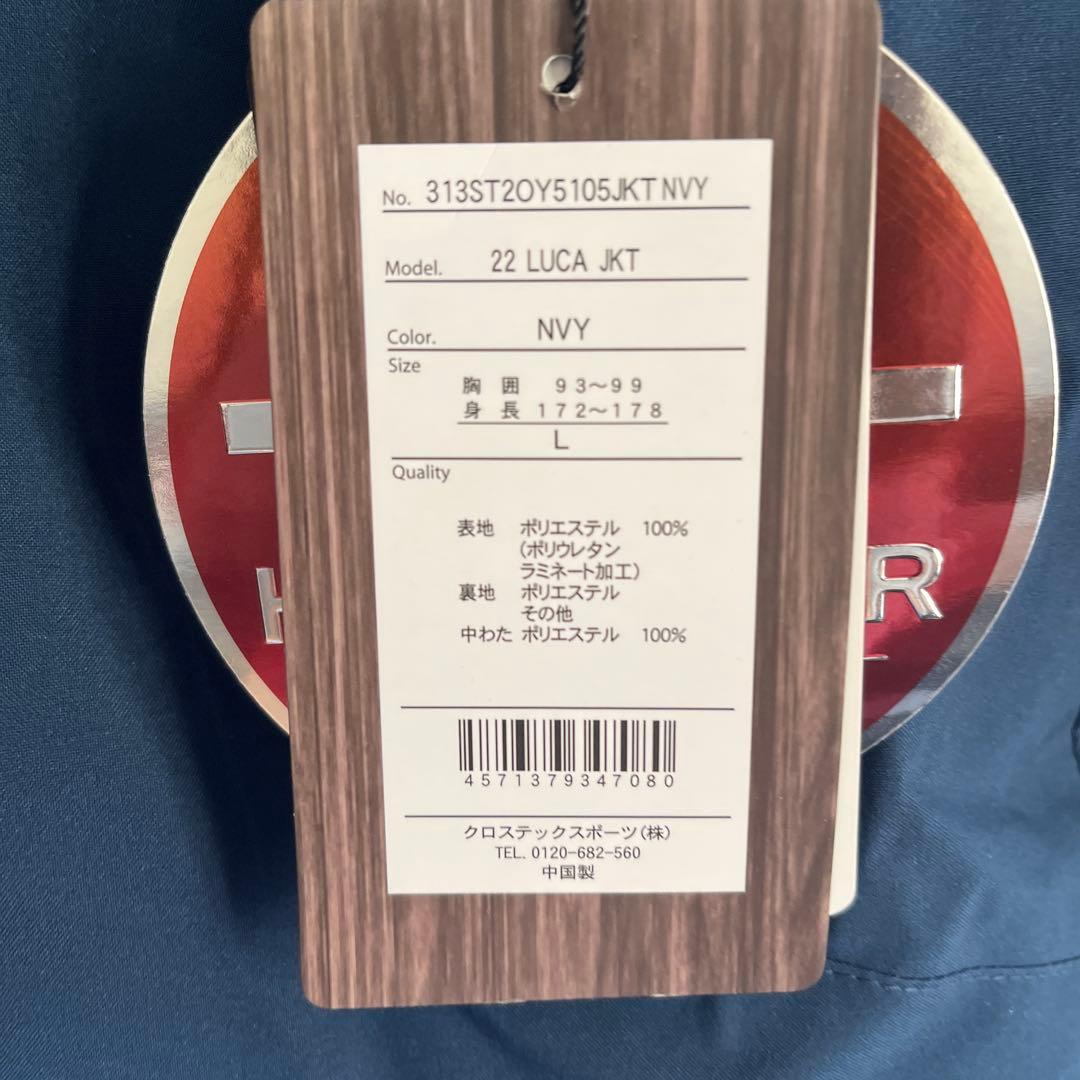 No. 313ST2OY5105JKT NVY
Model. 22 LUCA JKT
Color. NVY
Size
胸囲 93～99
身長 172～178
L
Quality
表地 ポリエステル 100%
(ポリウレタン
ラミネート加工)
裏地 ポリエステル
その他
中わた ポリエステル 100%
4571379347080
クロステックスポーツ(株)
TEL. 0120-682-560
中国製